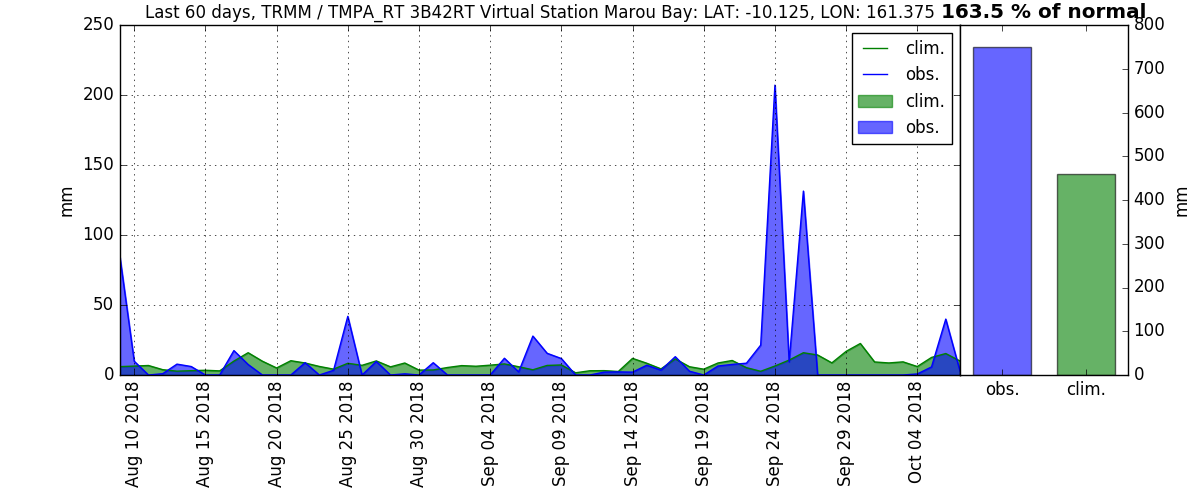 Last 60 days, TRMM / TMPA_RT 3B42RT Virtual Station Marou Bay: LAT: -10.125, LON: 161.375 163.5 % of normal
250
200
150
100
50
0
mm
clim.
obs.
clim.
obs.
800
700
600
500
400
300
200
100
0
mm
Aug 10 2018
Aug 15 2018
Aug 20 2018
Aug 25 2018
Aug 30 2018
Sep 04 2018
Sep 09 2018
Sep 14 2018
Sep 19 2018
Sep 24 2018
Sep 29 2018
Oct 04 2018
obs.
clim.